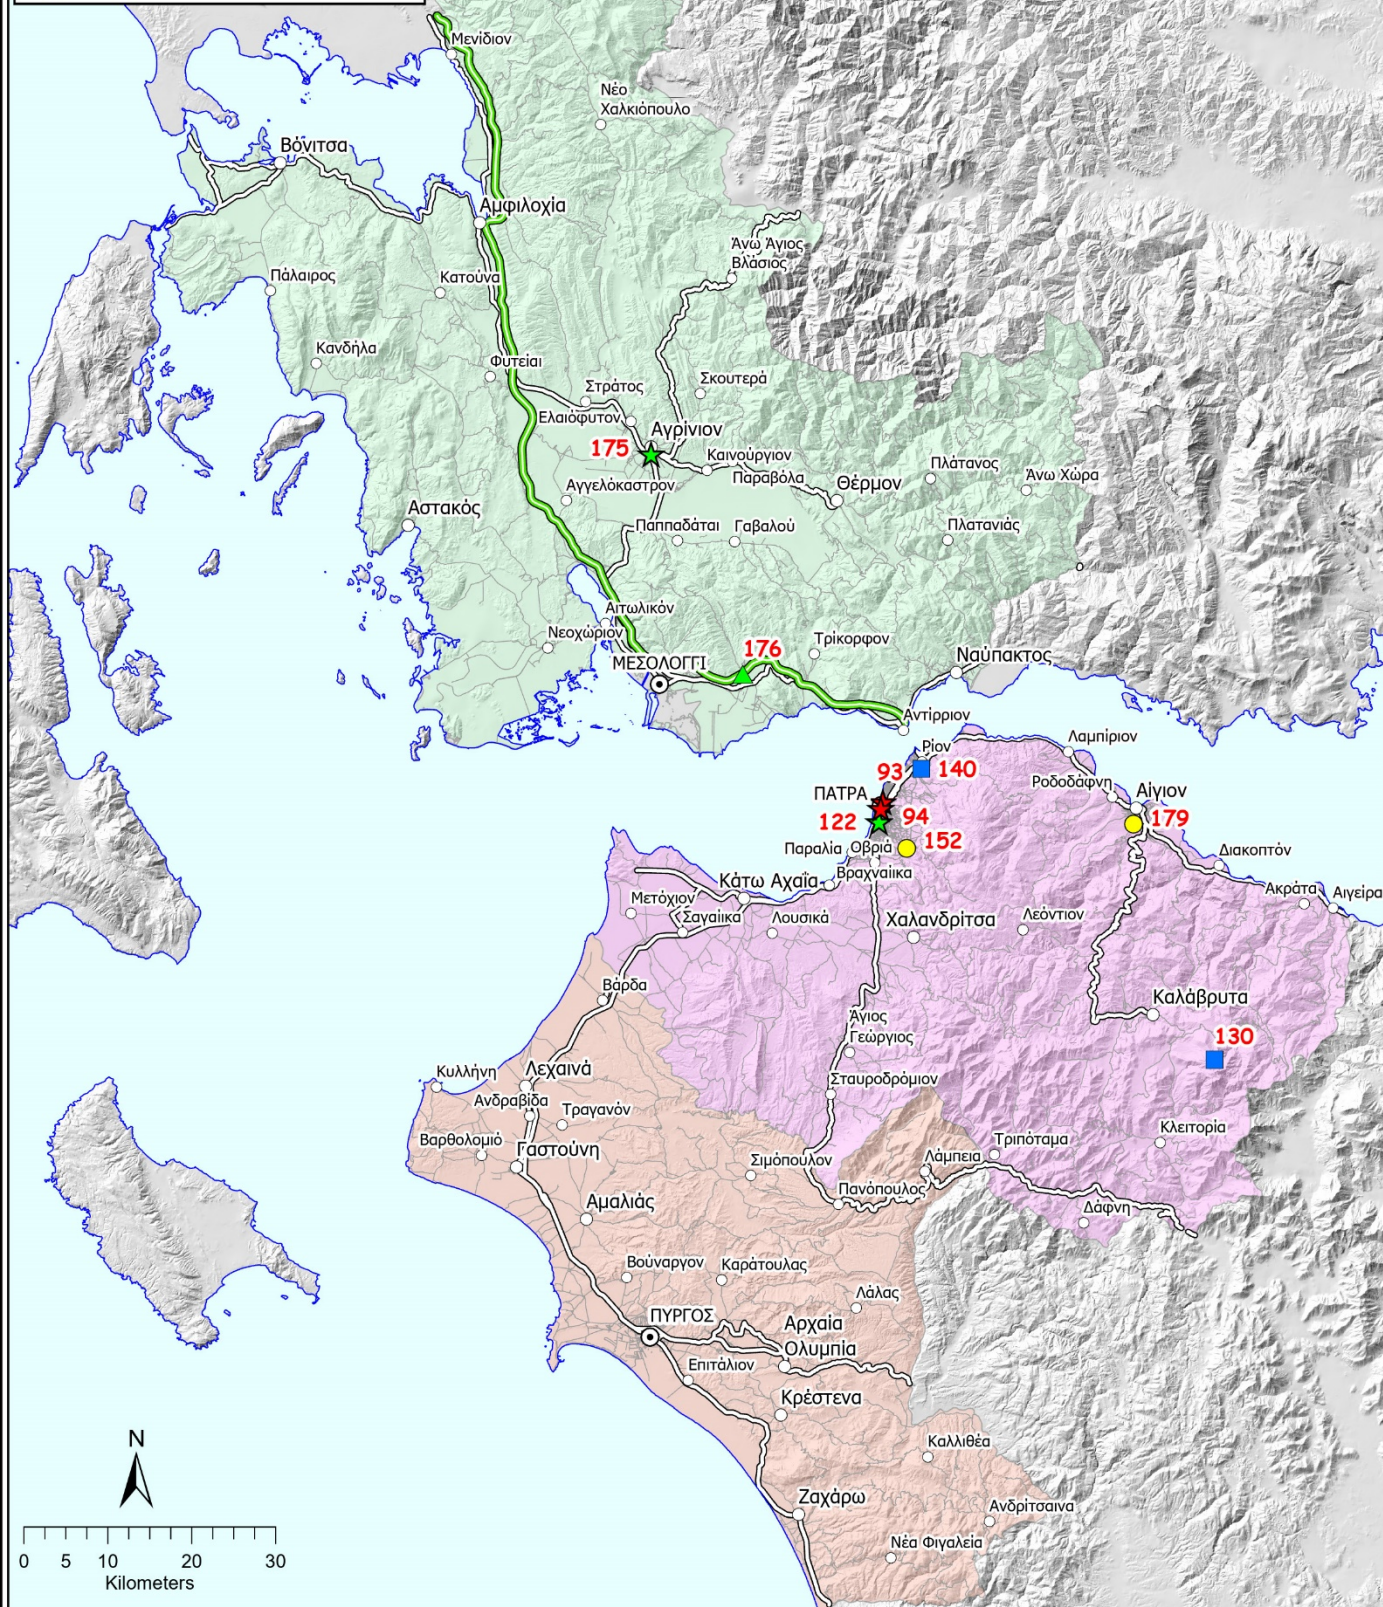 Μενίδιον
Νέο
Χαλκιόπουλο
Βόνιτσα
Αμφιλοχία
Άνω Άγιος
Βλάσιος
Πάλαιρος
Κατούνα
Κανδήλα
Φυτείαι
Στράτος
Σκουτερά
Ελαιόφυτον
Αγρίνιον
175
Καινούργιον
Παραβόλα
Θέρμον
Πλάτανος
Άνω Χώρα
Αγγελόκαστρον
Αστακός
Παππαδάται
Γαβαλού
Πλατανιάς
Αιτωλικόν
Νεοχώριον
ΜΕΣΟΛΟΓΓΙ
176
Τρίκορφον
Ναύπακτος
Αντίρριον
Ρίον
Λαμπίριον
93
140
Ροδοδάφνη
Αίγιον
ΠΑΤΡΑ
122
94
179
152
Παραλία
Οβριά
Διακοπτόν
Βραχναίικα
Κάτω Αχαΐα
Ακράτα
Αιγείρα
Μετόχιον
Σαγαίικα
Λουσικά
Χαλανδρίτσα
Λεόντιον
Βάρδα
Καλάβρυτα
Άγιος
Γεώργιος
130
Κυλλήνη
Λεχαινά
Σταυροδρόμιον
Ανδραβίδα
Τραγανόν
Βαρθολομιό
Γαστούνη
Κλειτορία
Τριπόταμα
Σιμόπουλον
Λάμπεια
Πανόπουλος
Αμαλιάς
Δάφνη
Βούναργον
Καράτουλας
Λάλας
ΠΥΡΓΟΣ
Αρχαία
Ολυμπία
Επιτάλιον
Κρέστενα
Καλλιθέα
N
Ζαχάρω
Ανδρίτσαινα
Νέα Φιγαλεία
0 5 10 20 30
Kilometers